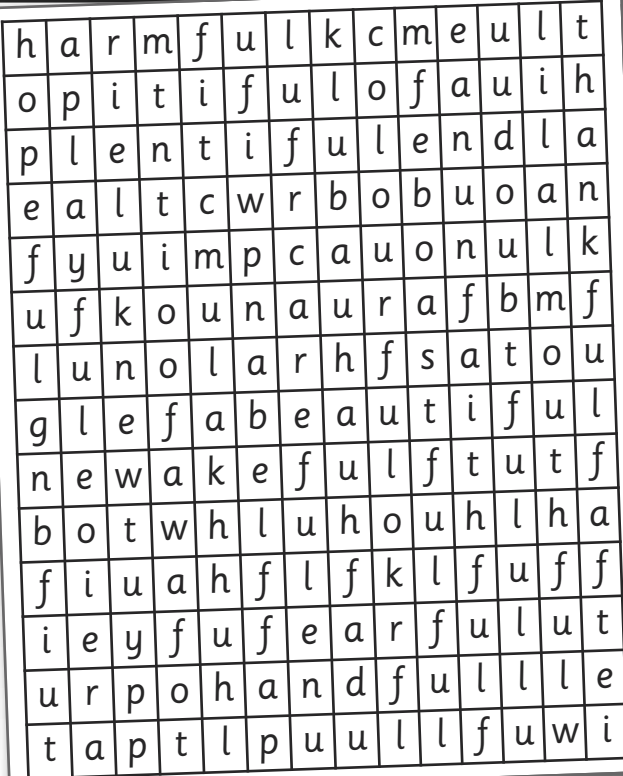 h a r m f u l k c m e u l t
o p i t i f u l o f a u i h
p l e n t i f u l e n d l a
e a l t c w r b o b u o a n
f y u i m p c a u o n u l k
u f k o u n a u r a f b m f
l u n o l a r h f s a t o u
g l e f a b e a u t i f u l
n e w a k e f u l f t u t f
b o t w h l u h o u h l h a
f i u a h f l f k l f u f f
i e y f u f e a r f u l u t
u r p o h a n d f u l l l e
t a p t l p u u l l f u w i